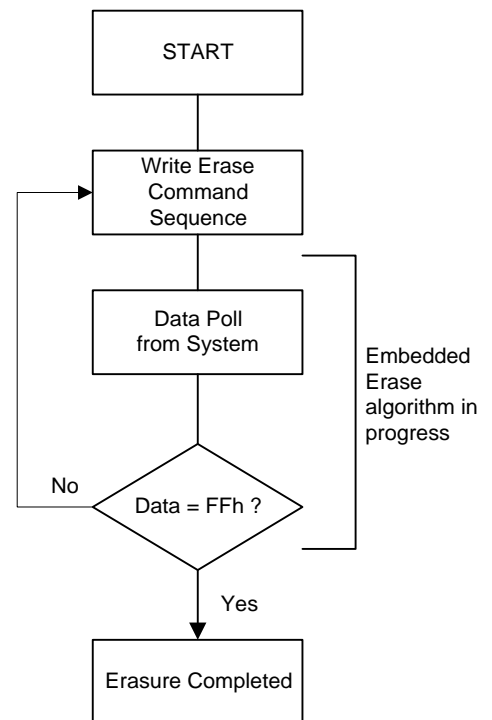 START
Write Erase
Command
Sequence
Data Poll
from System
Embedded
Erase
algorithm in
progress
No
Data = FFh ?
Yes
Erasure Completed